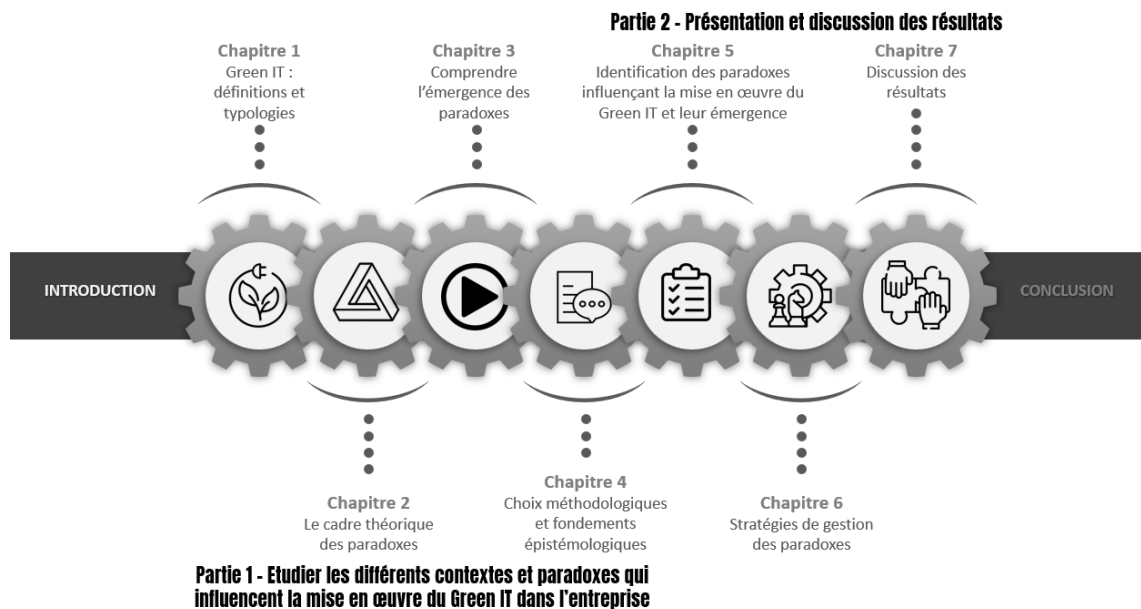 Partie 2 - Présentation et discussion des résultats
Chapitre 1
Green IT :
définitions et
typologies
Chapitre 3
Comprendre
l'émergence des
paradoxes
Chapitre 5
Identification des paradoxes
influençant la mise en œuvre du
Green IT et leur émergence
Chapitre 7
Discussion des
résultats
INTRODUCTION
CONCLUSION
Chapitre 2
Le cadre théorique
des paradoxes
Chapitre 4
Choix méthodologiques
et fondements
épistémologiques
Chapitre 6
Stratégies de gestion
des paradoxes
Partie 1 - Etudier les différents contextes et paradoxes qui
influencent la mise en œuvre du Green IT dans l'entreprise